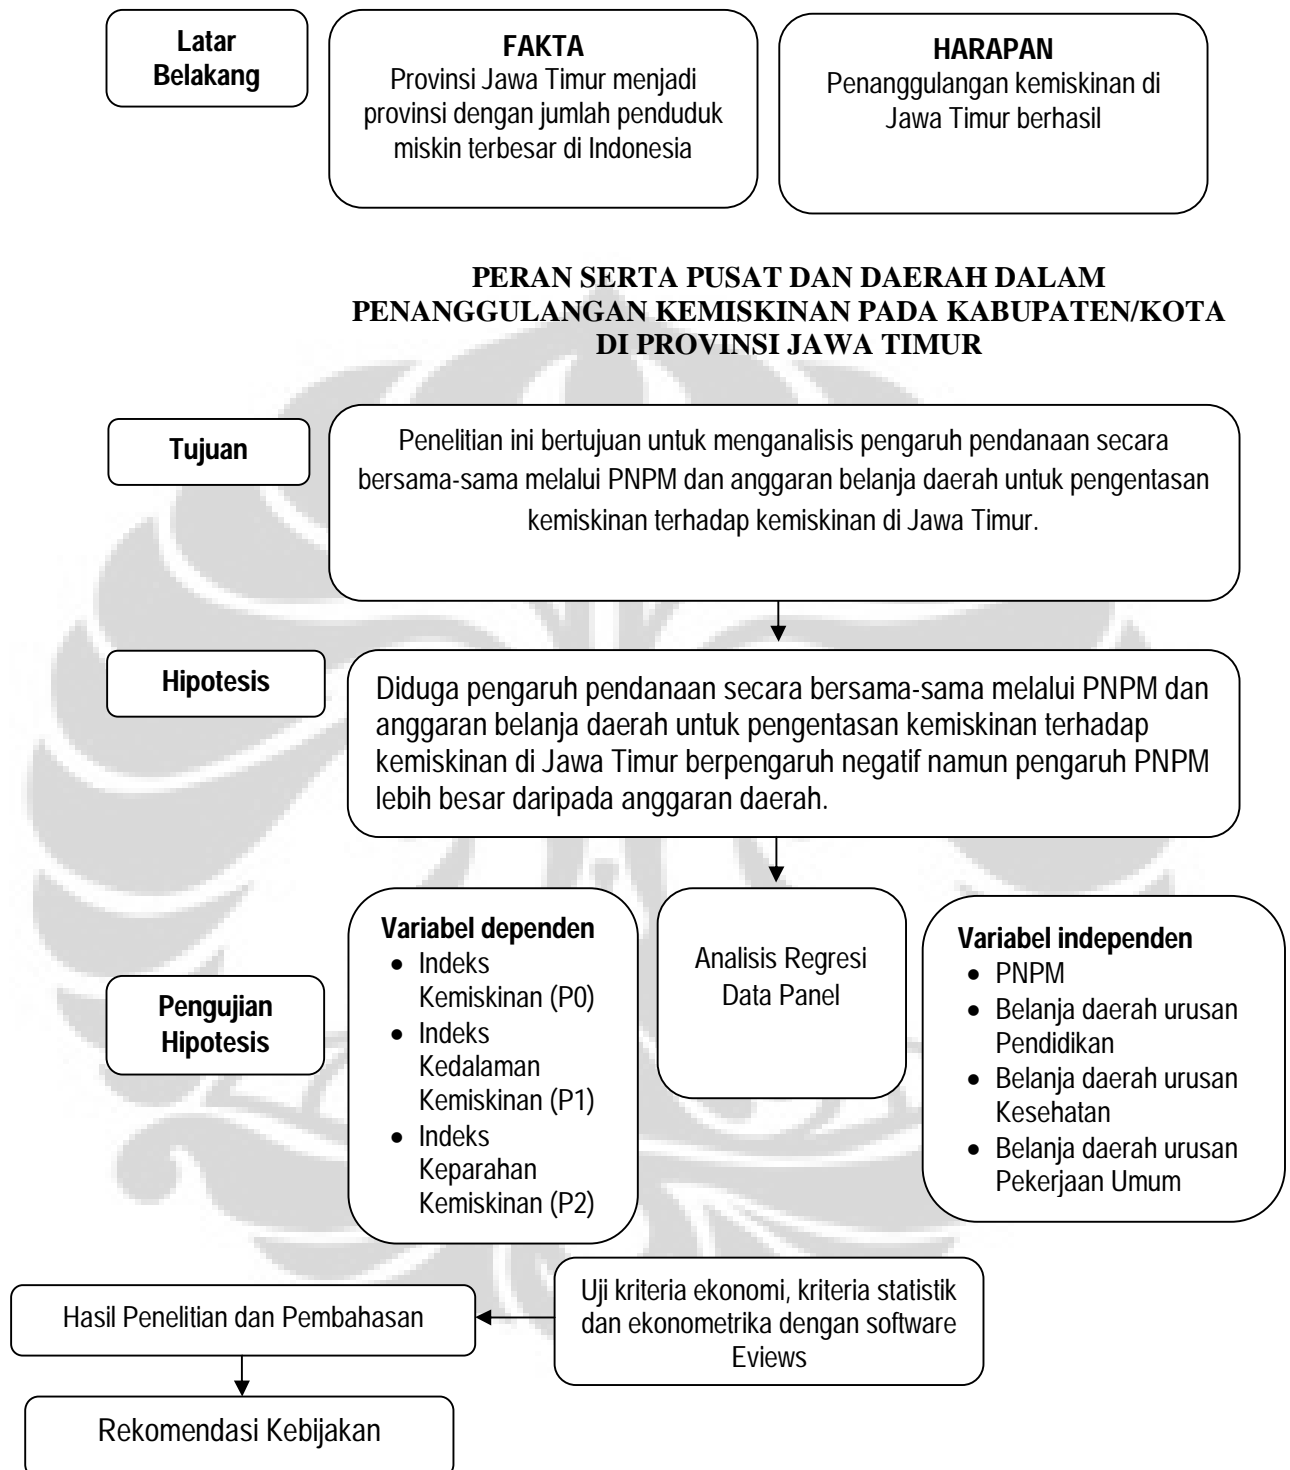 Latar
Belakang
FAKTA
Provinsi Jawa Timur menjadi
provinsi dengan jumlah penduduk
miskin terbesar di Indonesia
HARAPAN
Penanggulangan kemiskinan di
Jawa Timur berhasil
PERAN SERTA PUSAT DAN DAERAH DALAM
PENANGGULANGAN KEMISKINAN PADA KABUPATEN/KOTA
DI PROVINSI JAWA TIMUR
Tujuan
Penelitian ini bertujuan untuk menganalisis pengaruh pendanaan secara
bersama-sama melalui PNPM dan anggaran belanja daerah untuk pengentasan
kemiskinan terhadap kemiskinan di Jawa Timur.
Hipotesis
Diduga pengaruh pendanaan secara bersama-sama melalui PNPM dan
anggaran belanja daerah untuk pengentasan kemiskinan terhadap
kemiskinan di Jawa Timur berpengaruh negatif namun pengaruh PNPM
lebih besar daripada anggaran daerah.
Pengujian
Hipotesis
Variabel dependen
• Indeks
Kemiskinan (P0)
• Indeks
Kedalaman
Kemiskinan (P1)
• Indeks
Keparahan
Kemiskinan (P2)
Analisis Regresi
Data Panel
Variabel independen
• PNPM
• Belanja daerah urusan
Pendidikan
• Belanja daerah urusan
Kesehatan
• Belanja daerah urusan
Pekerjaan Umum
Uji kriteria ekonomi, kriteria statistik
dan ekonometrika dengan software
Eviews
Hasil Penelitian dan Pembahasan
Rekomendasi Kebijakan